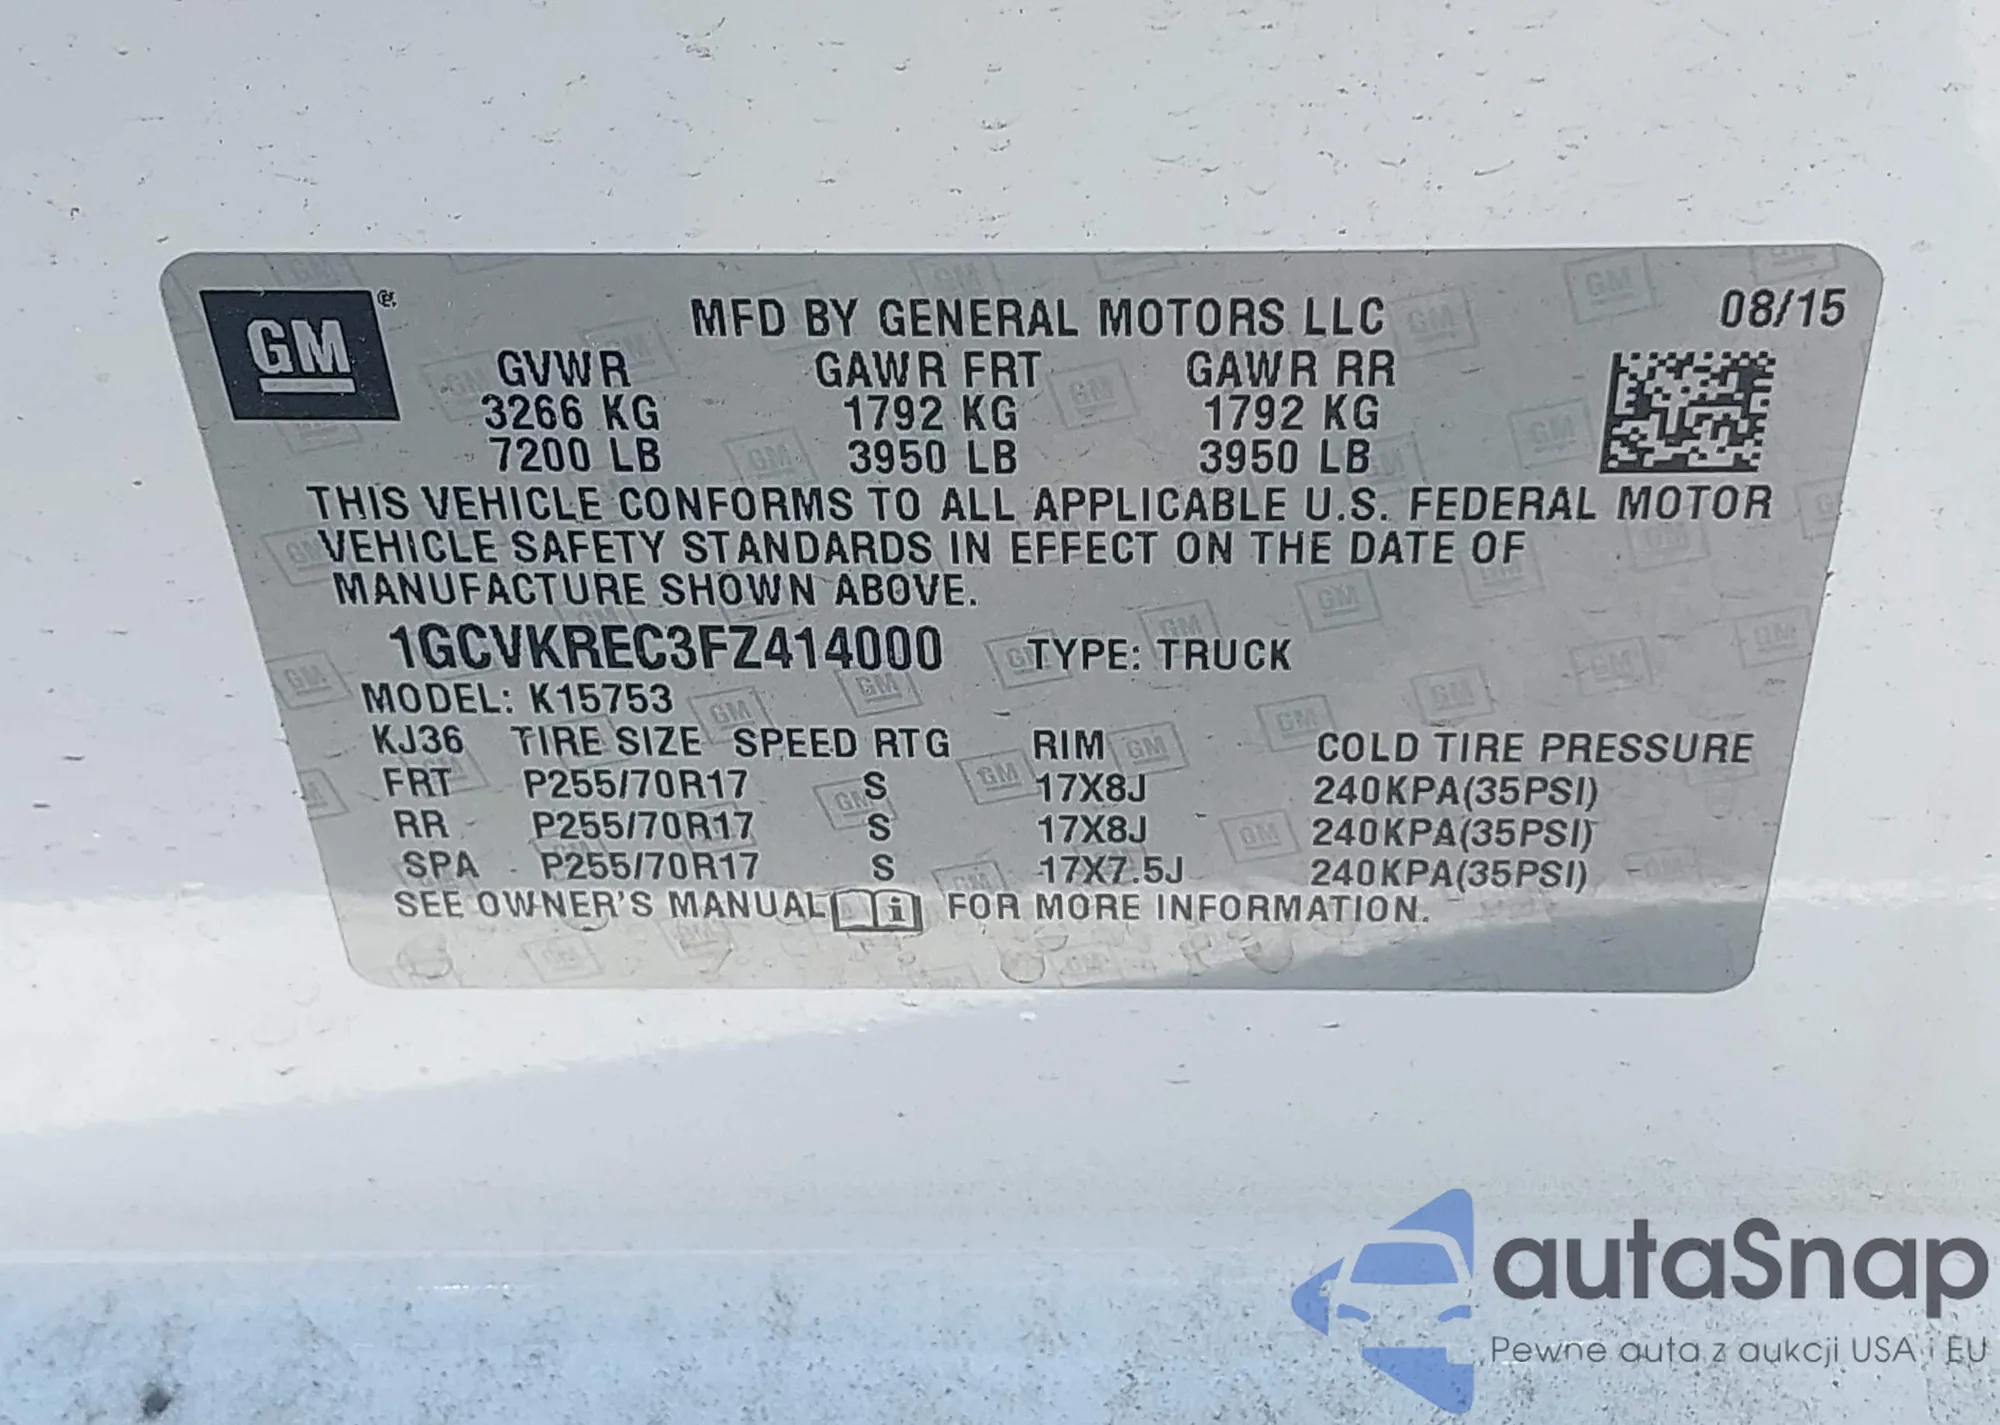 GM
MFD BY GENERAL MOTORS LLC 08/15
GVWR GAWR FRT GAWR RR
3266 KG 1792 KG 1792 KG
7200 LB 3950 LB 3950 LB
THIS VEHICLE CONFORMS TO ALL APPLICABLE U.S. FEDERAL MOTOR
VEHICLE SAFETY STANDARDS IN EFFECT ON THE DATE OF
MANUFACTURE SHOWN ABOVE.
1GCVKREC3FZ414000 TYPE: TRUCK
MODEL: K15753
KJ36 TIRE SIZE SPEED RTG RIM COLD TIRE PRESSURE
FRT P255/70R17 S 17X8J 240KPA(35PSI)
RR P255/70R17 S 17X8J 240KPA(35PSI)
SPA P255/70R17 S 17X7.5J 240KPA(35PSI)
SEE OWNER'S MANUAL i FOR MORE INFORMATION.
autaSnap
Pewne auta z aukcji USA i EU